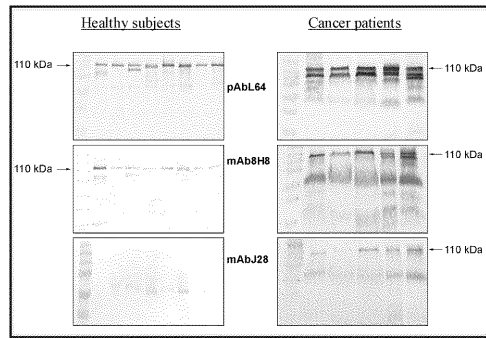 Healthy subjects
Cancer patients
110 kDa
pAbL64
110 kDa
110 kDa
mAb8H8
110 kDa
mAbJ28
110 kDa